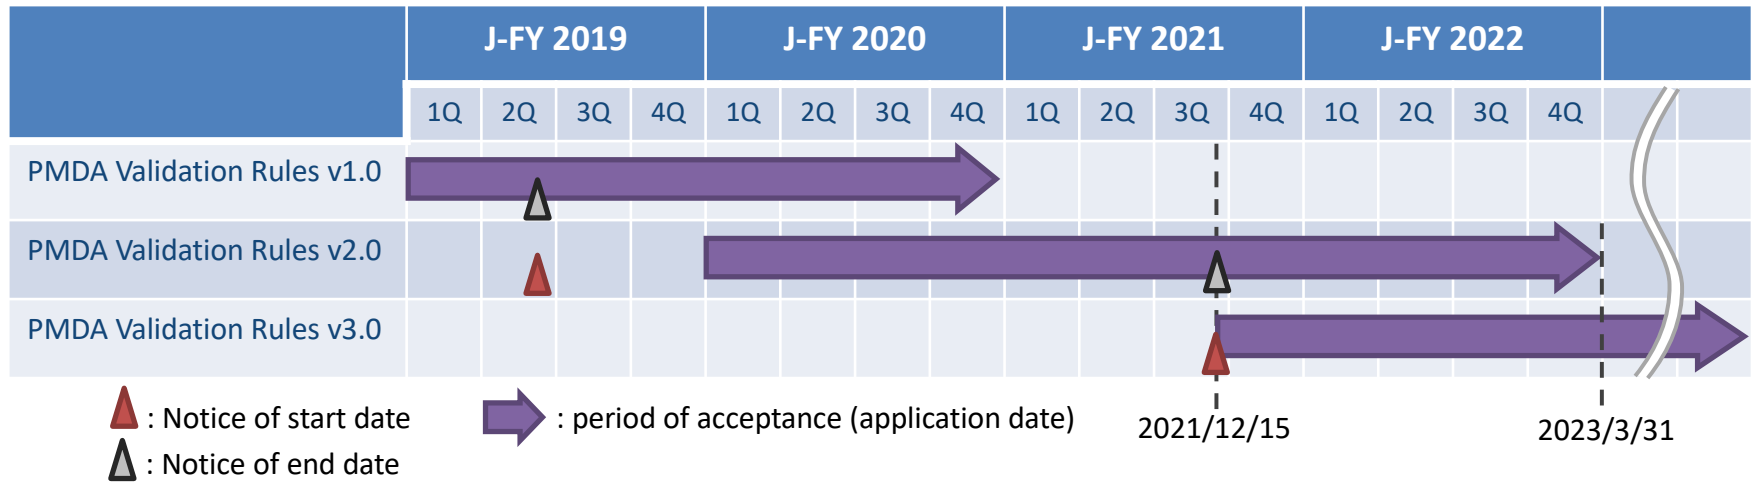 J-FY 2019 J-FY 2020 J-FY 2021 J-FY 2022
1Q 2Q 3Q 4Q 1Q 2Q 3Q 4Q 1Q 2Q 3Q 4Q 1Q 2Q 3Q 4Q
PMDA Validation Rules v1.0
PMDA Validation Rules v2.0
PMDA Validation Rules v3.0
: Notice of start date : period of acceptance (application date) 2021/12/15 2023/3/31
: Notice of end date